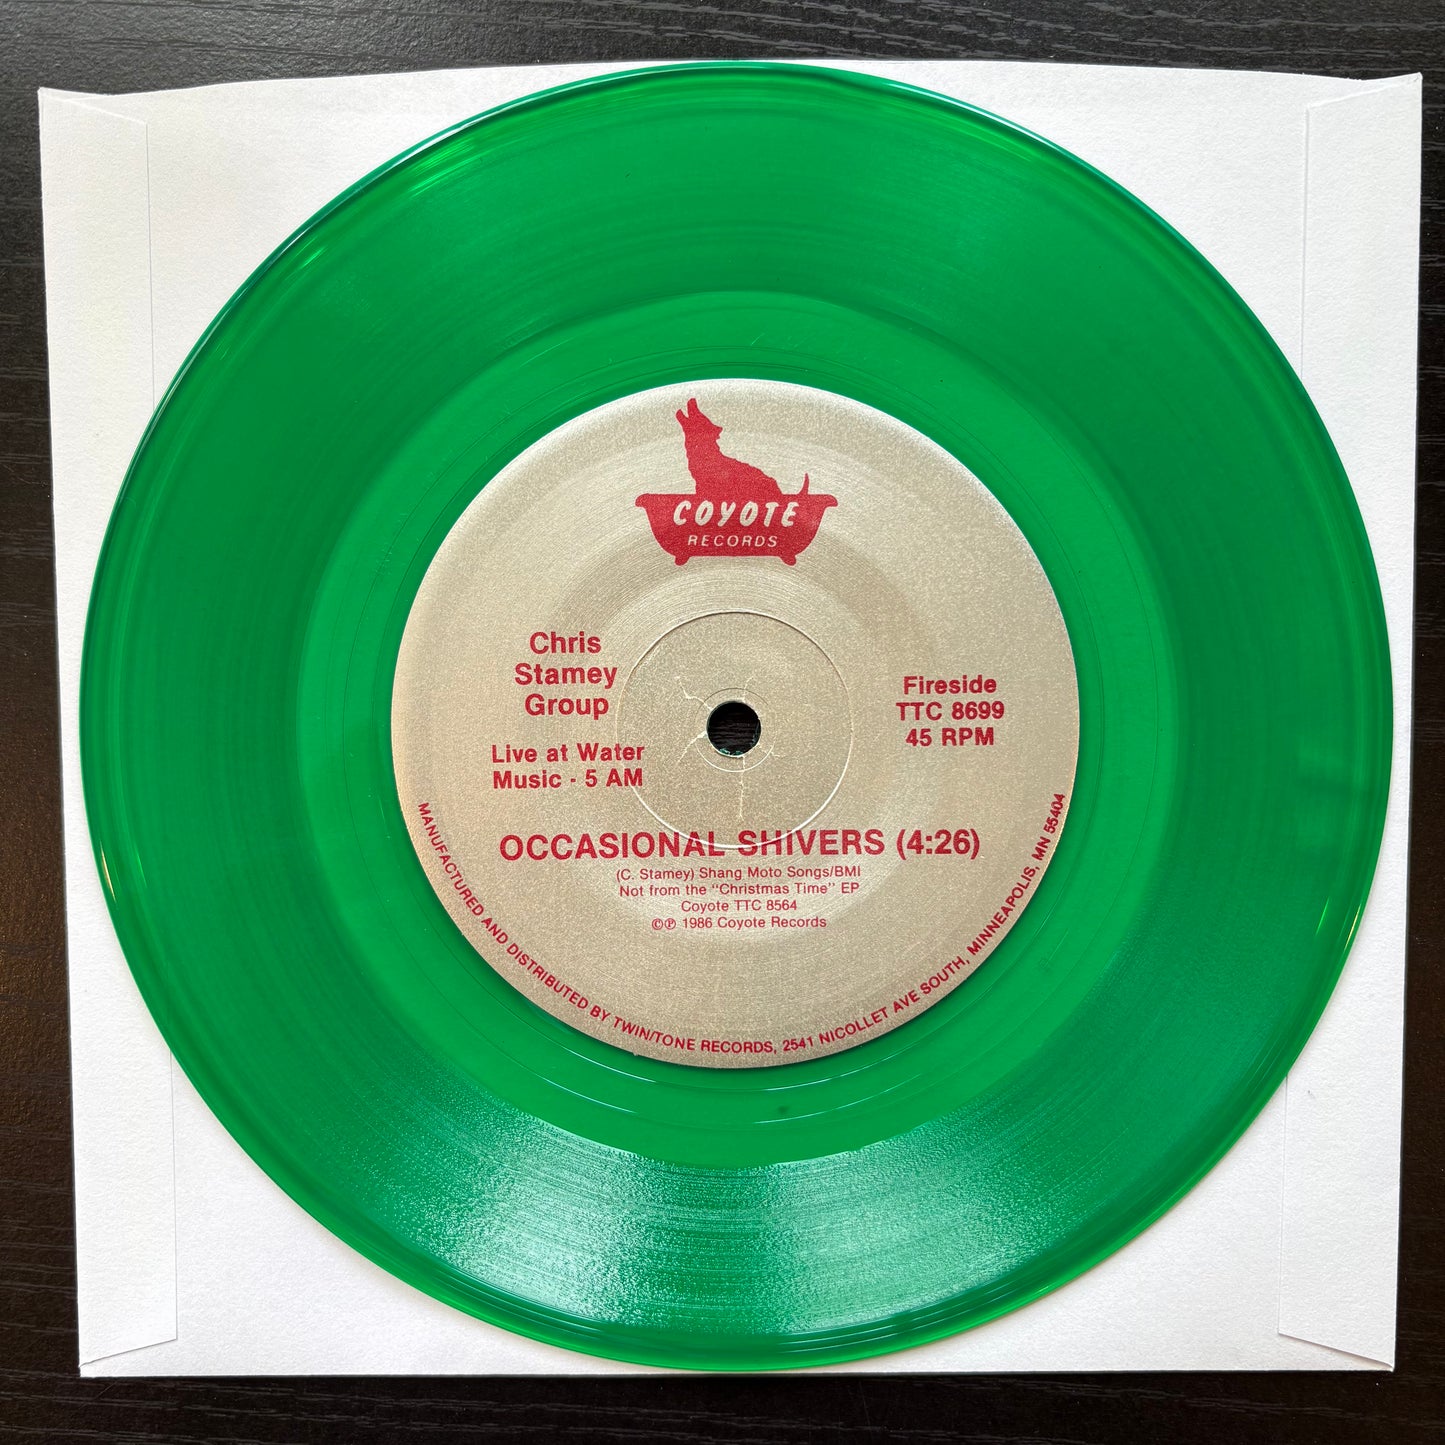 COYOTE
RECORDS
Chris
Stamey
Group
Live at Water
Music - 5 AM
Fireside
TTC 8699
45 RPM
OCCASIONAL SHIVERS (4:26)
(C. Stamey) Shang Moto Songs/BMI
Not from the "Christmas Time" EP
Coyote TTC 8564
©℗ 1986 Coyote Records
MANUFACTURED AND DISTRIBUTED BY TWIN/TONE RECORDS, 2541 NICOLLET AVE SOUTH, MINNEAPOLIS, MN 55404